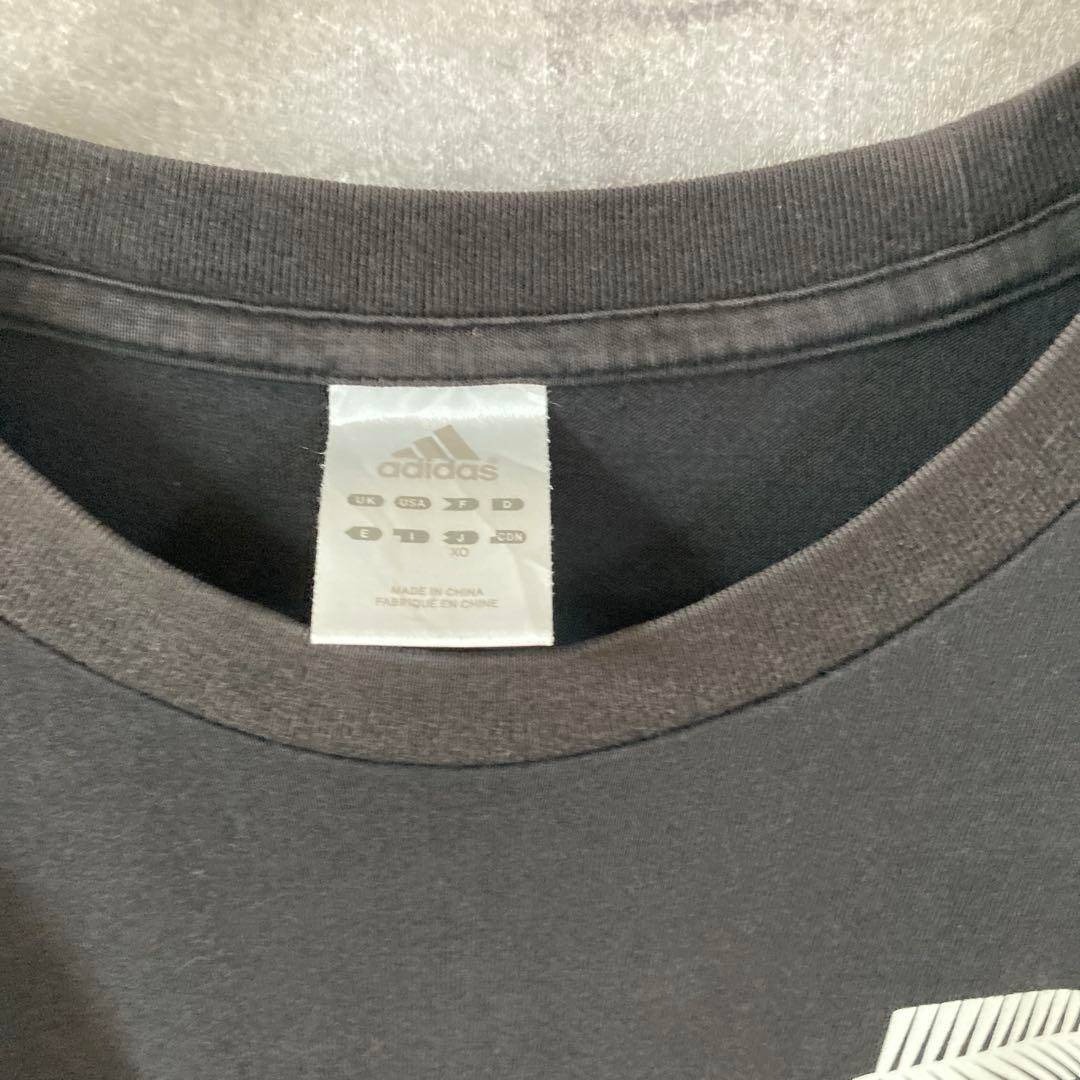 adidas
UK USA F D
E I J CDN
XO
MADE IN CHINA
FABRIQUÉ EN CHINE